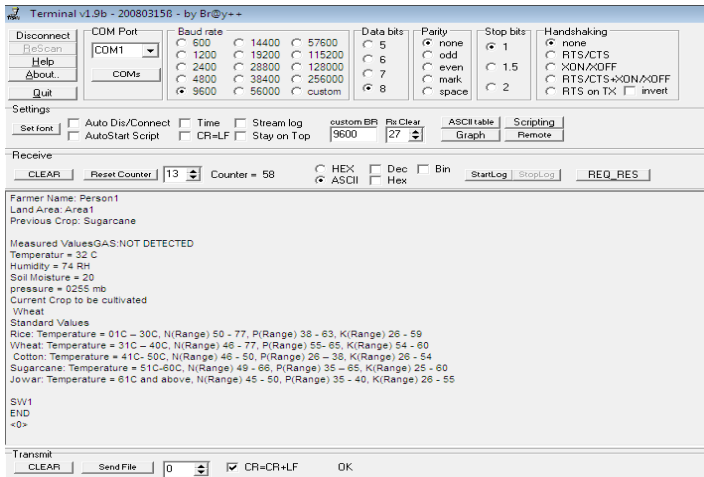 Terminal v1.9b - 20080315ß - by Br@y++
Disconnect
ReScan
Help
About..
Quit
COM Port
COM1
COMs
Baud rate
600 14400 57600
1200 19200 115200
2400 28800 128000
4800 38400 256000
9600 56000 custom
Data bits
5
6
7
8
Parity
none
odd
even
mark
space
Stop bits
1
1.5
2
Handshaking
none
RTS/CTS
XON/XOFF
RTS/CTS+XON/XOFF
RTS on TX invert
Settings
Set font
Auto Dis/Connect Time Stream log
AutoStart Script CR=LF Stay on Top
custom BR Rx Clear
9600 27
ASCII table Scripting
Graph Remote
Receive
CLEAR Reset Counter 13 Counter = 58
HEX Dec Bin
ASCII Hex
StartLog StopLog REQ_RES
Farmer Name: Person1
Land Area: Area1
Previous Crop: Sugarcane
Measured ValuesGAS:NOT DETECTED
Temperatur = 32 C
Humidity = 74 RH
Soil Moisture = 20
pressure = 0255 mb
Current Crop to be cultivated
Wheat
Standard Values
Rice: Temperature = 01C – 30C, N(Range) 50 - 77, P(Range) 38 - 63, K(Range) 26 - 59
Wheat: Temperature = 31C – 40C, N(Range) 46 - 77, P(Range) 55- 65, K(Range) 54 - 60
Cotton: Temperature = 41C- 50C, N(Range) 46 - 50, P(Range) 26 – 38, K(Range) 26 - 54
Sugarcane: Temperature = 51C-60C, N(Range) 49 - 66, P(Range) 35 – 65, K(Range) 25 - 60
Jowar: Temperature = 61C and above, N(Range) 45 - 50, P(Range) 35 - 40, K(Range) 26 - 55
SW1
END
<0>
Transmit
CLEAR Send File 0 CR=CR+LF OK